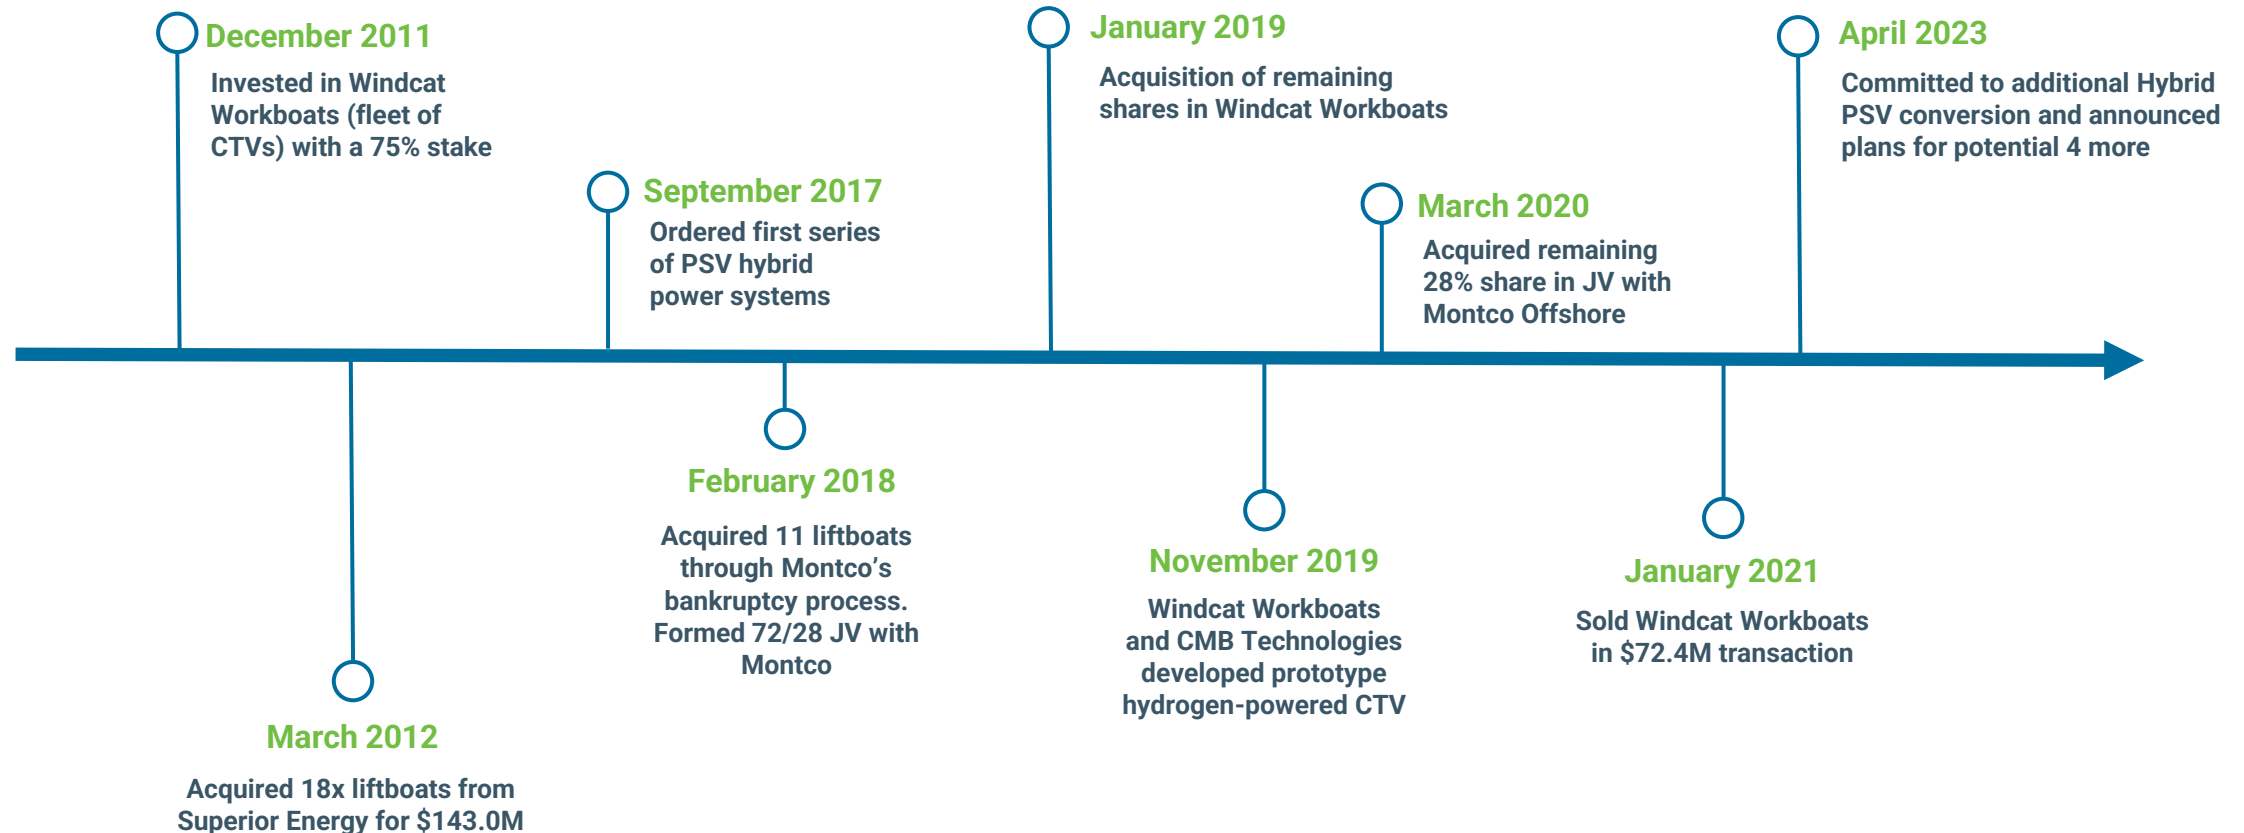 December 2011
Invested in Windcat
Workboats (fleet of
CTVs) with a 75% stake
March 2012
Acquired 18x liftboats from
Superior Energy for $143.0M
September 2017
Ordered first series
of PSV hybrid
power systems
February 2018
Acquired 11 liftboats
through Montco’s
bankruptcy process.
Formed 72/28 JV with
Montco
January 2019
Acquisition of remaining
shares in Windcat Workboats
November 2019
Windcat Workboats
and CMB Technologies
developed prototype
hydrogen-powered CTV
March 2020
Acquired remaining
28% share in JV with
Montco Offshore
January 2021
Sold Windcat Workboats
in $72.4M transaction
April 2023
Committed to additional Hybrid
PSV conversion and announced
plans for potential 4 more